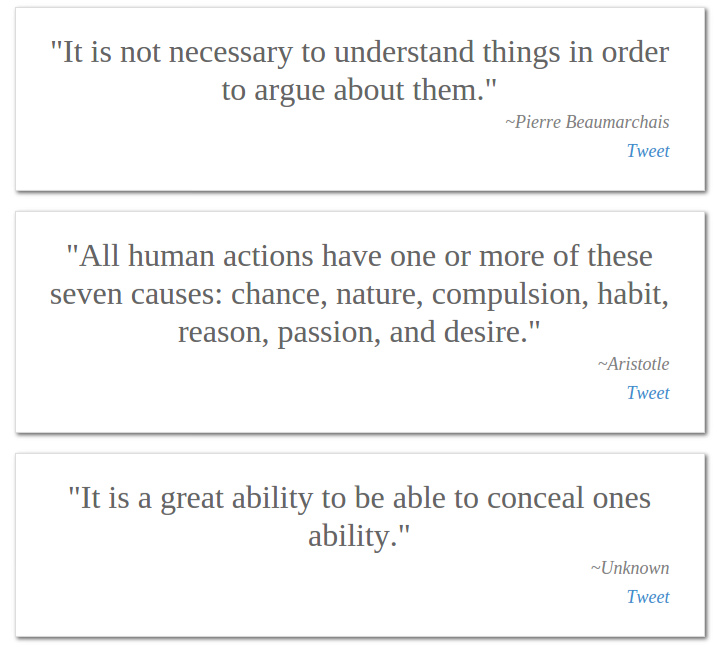 "It is not necessary to understand things in order
to argue about them."
~Pierre Beaumarchais
Tweet
"All human actions have one or more of these
seven causes: chance, nature, compulsion, habit,
reason, passion, and desire."
~Aristotle
Tweet
"It is a great ability to be able to conceal ones
ability."
~Unknown
Tweet